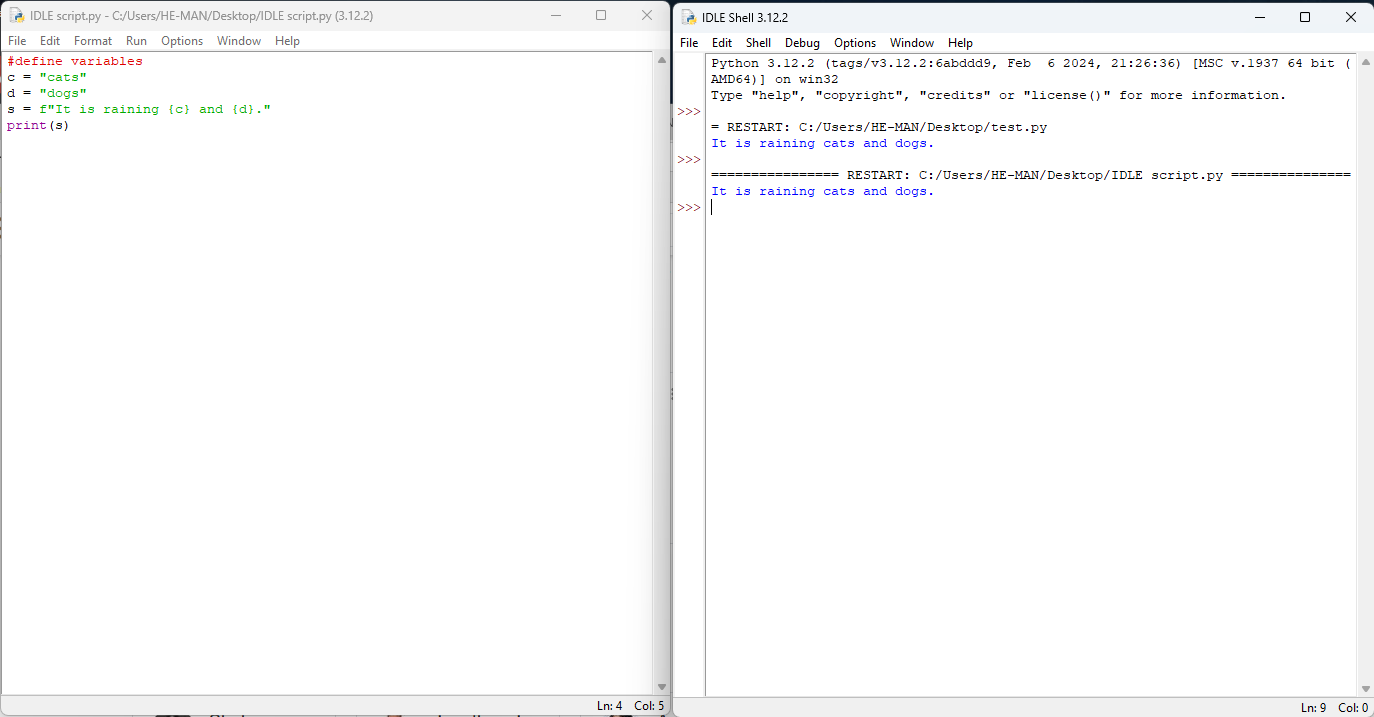 IDLE script.py - C:/Users/HE-MAN/Desktop/IDLE script.py (3.12.2)
File Edit Format Run Options Window Help
#define variables
c = "cats"
d = "dogs"
s = f"It is raining {c} and {d}."
print(s)
Ln: 4 Col: 5
IDLE Shell 3.12.2
File Edit Shell Debug Options Window Help
Python 3.12.2 (tags/v3.12.2:6abddd9, Feb  6 2024, 21:26:36) [MSC v.1937 64 bit (
AMD64)] on win32
Type "help", "copyright", "credits" or "license()" for more information.
>>>
= RESTART: C:/Users/HE-MAN/Desktop/test.py
It is raining cats and dogs.
>>>
================ RESTART: C:/Users/HE-MAN/Desktop/IDLE script.py ===============
It is raining cats and dogs.
>>>
Ln: 9 Col: 0